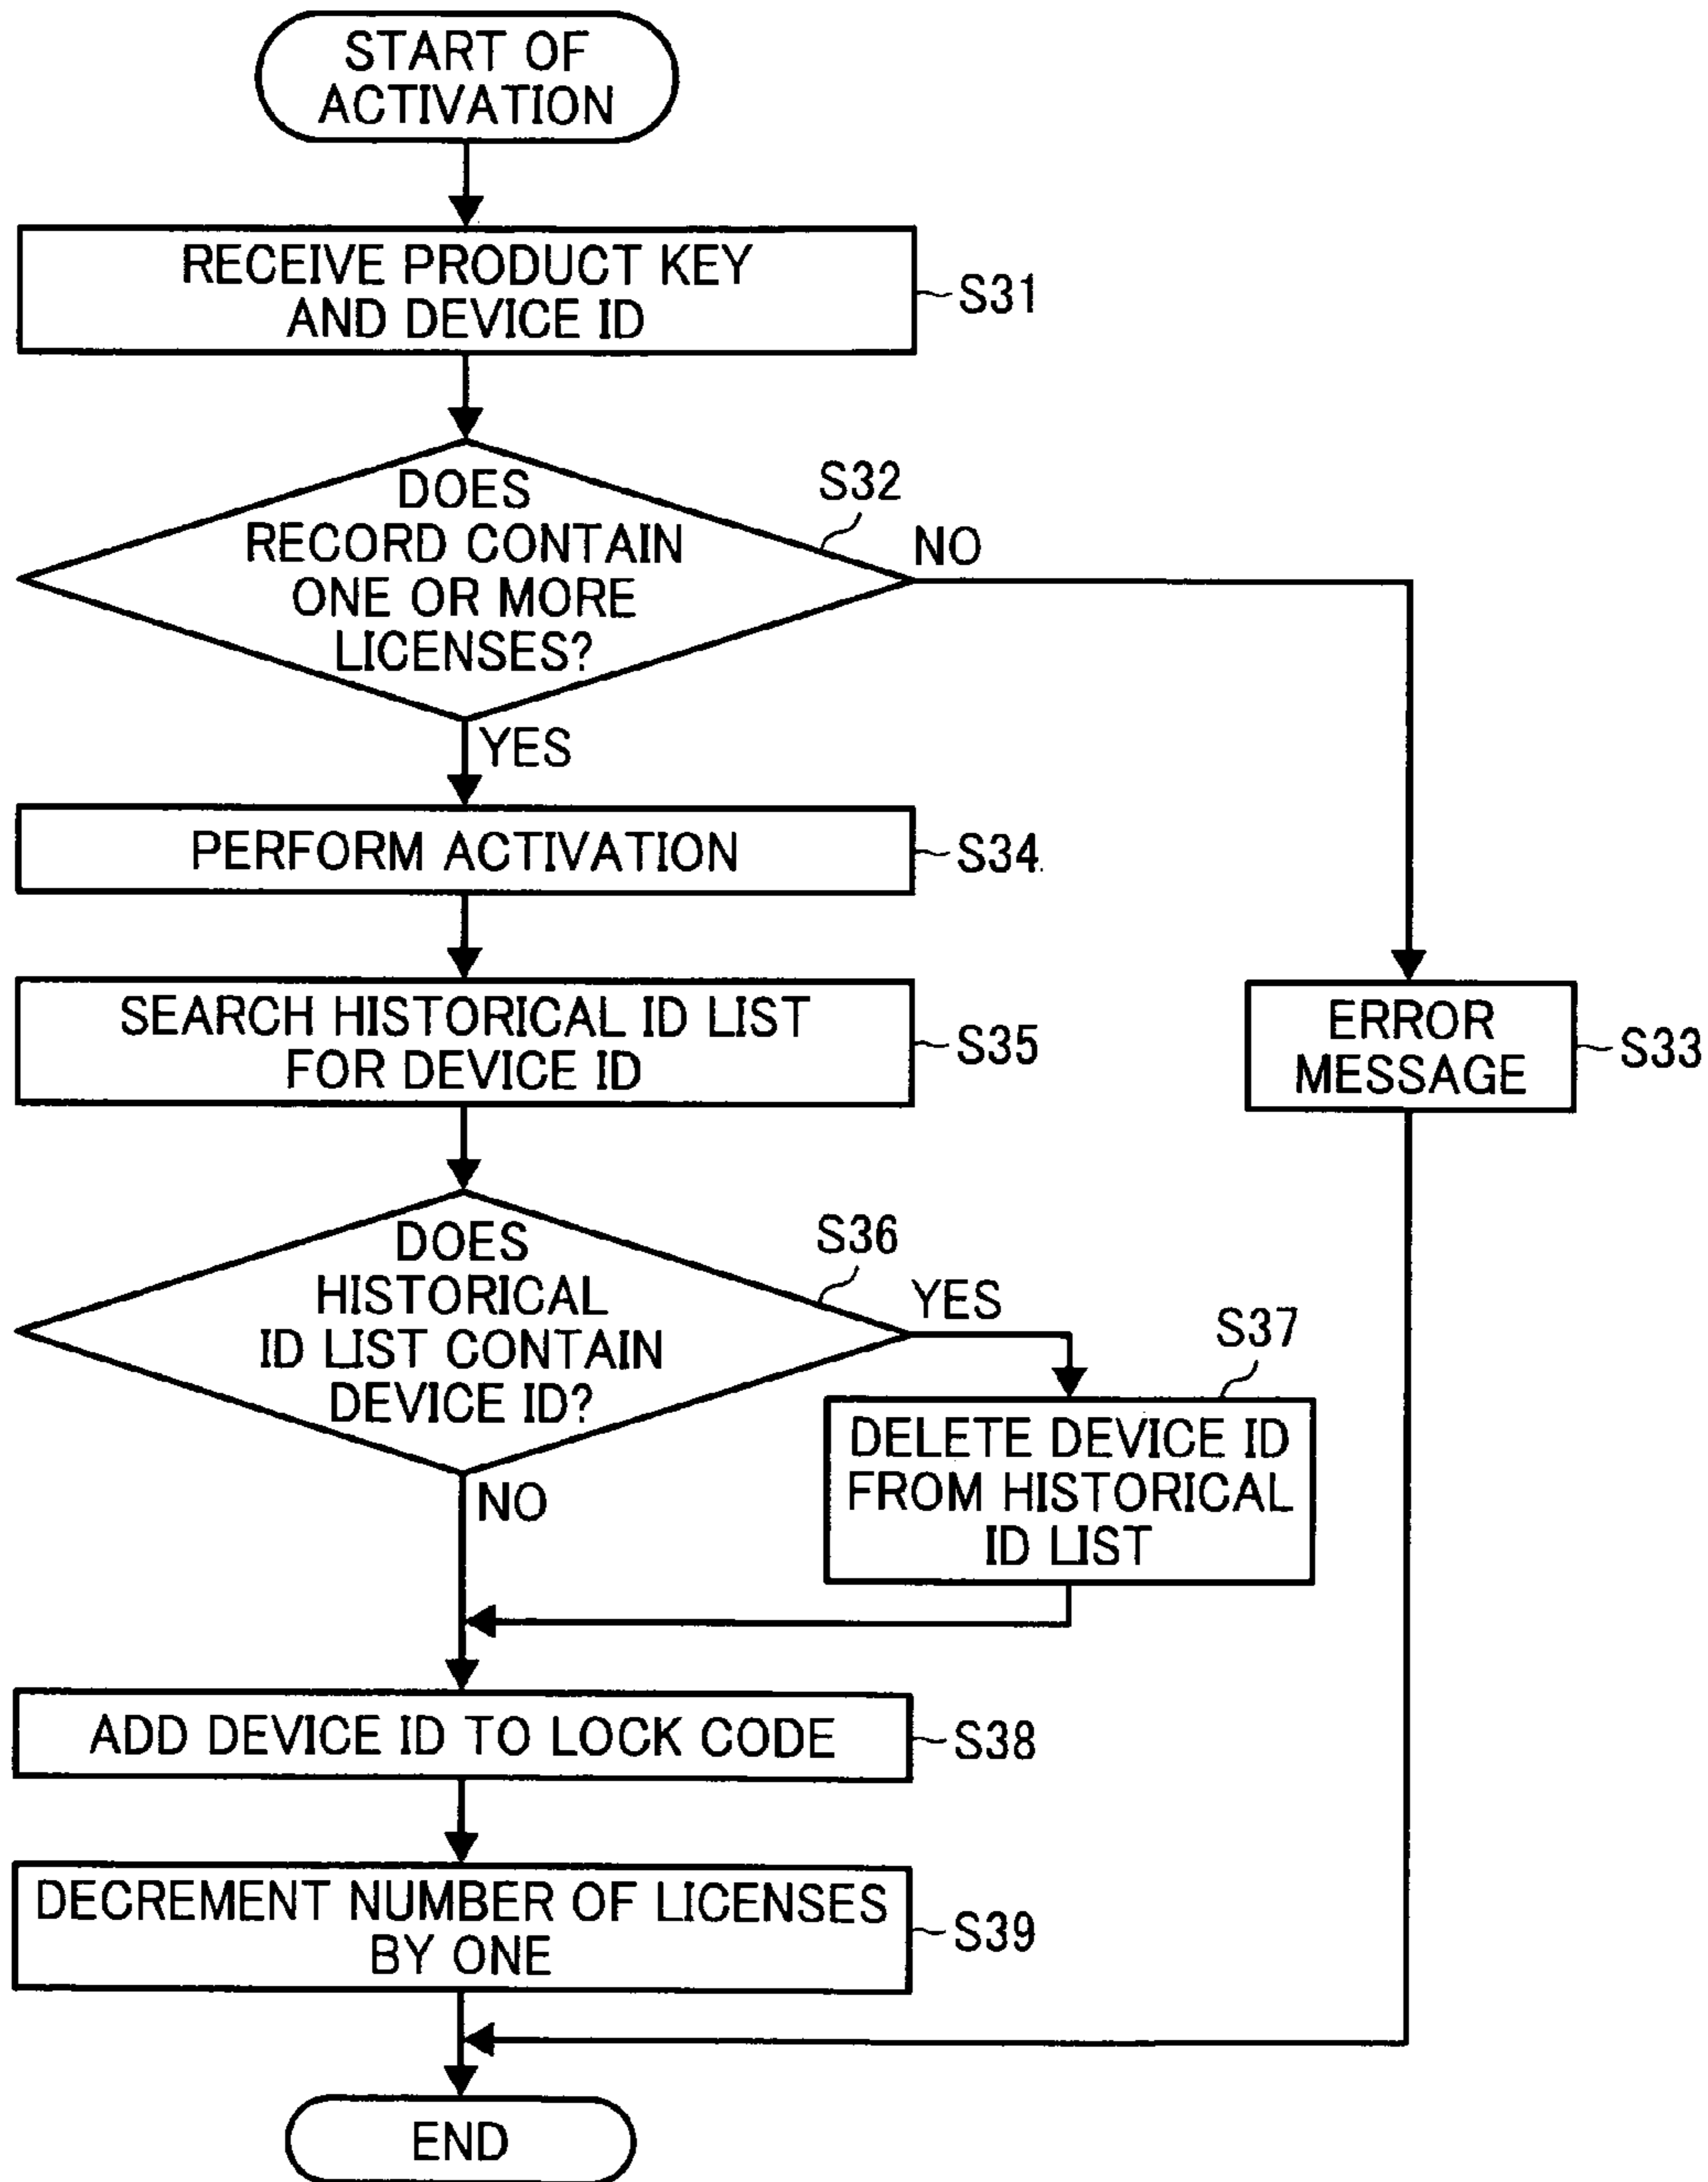 START OF
ACTIVATION
RECEIVE PRODUCT KEY
AND DEVICE ID
S31
DOES
RECORD CONTAIN
ONE OR MORE
LICENSES?
S32
NO
YES
PERFORM ACTIVATION
S34
SEARCH HISTORICAL ID LIST
FOR DEVICE ID
S35
ERROR
MESSAGE
S33
DOES
HISTORICAL
ID LIST CONTAIN
DEVICE ID?
S36
YES
S37
DELETE DEVICE ID
FROM HISTORICAL
ID LIST
NO
ADD DEVICE ID TO LOCK CODE
S38
DECREMENT NUMBER OF LICENSES
BY ONE
S39
END